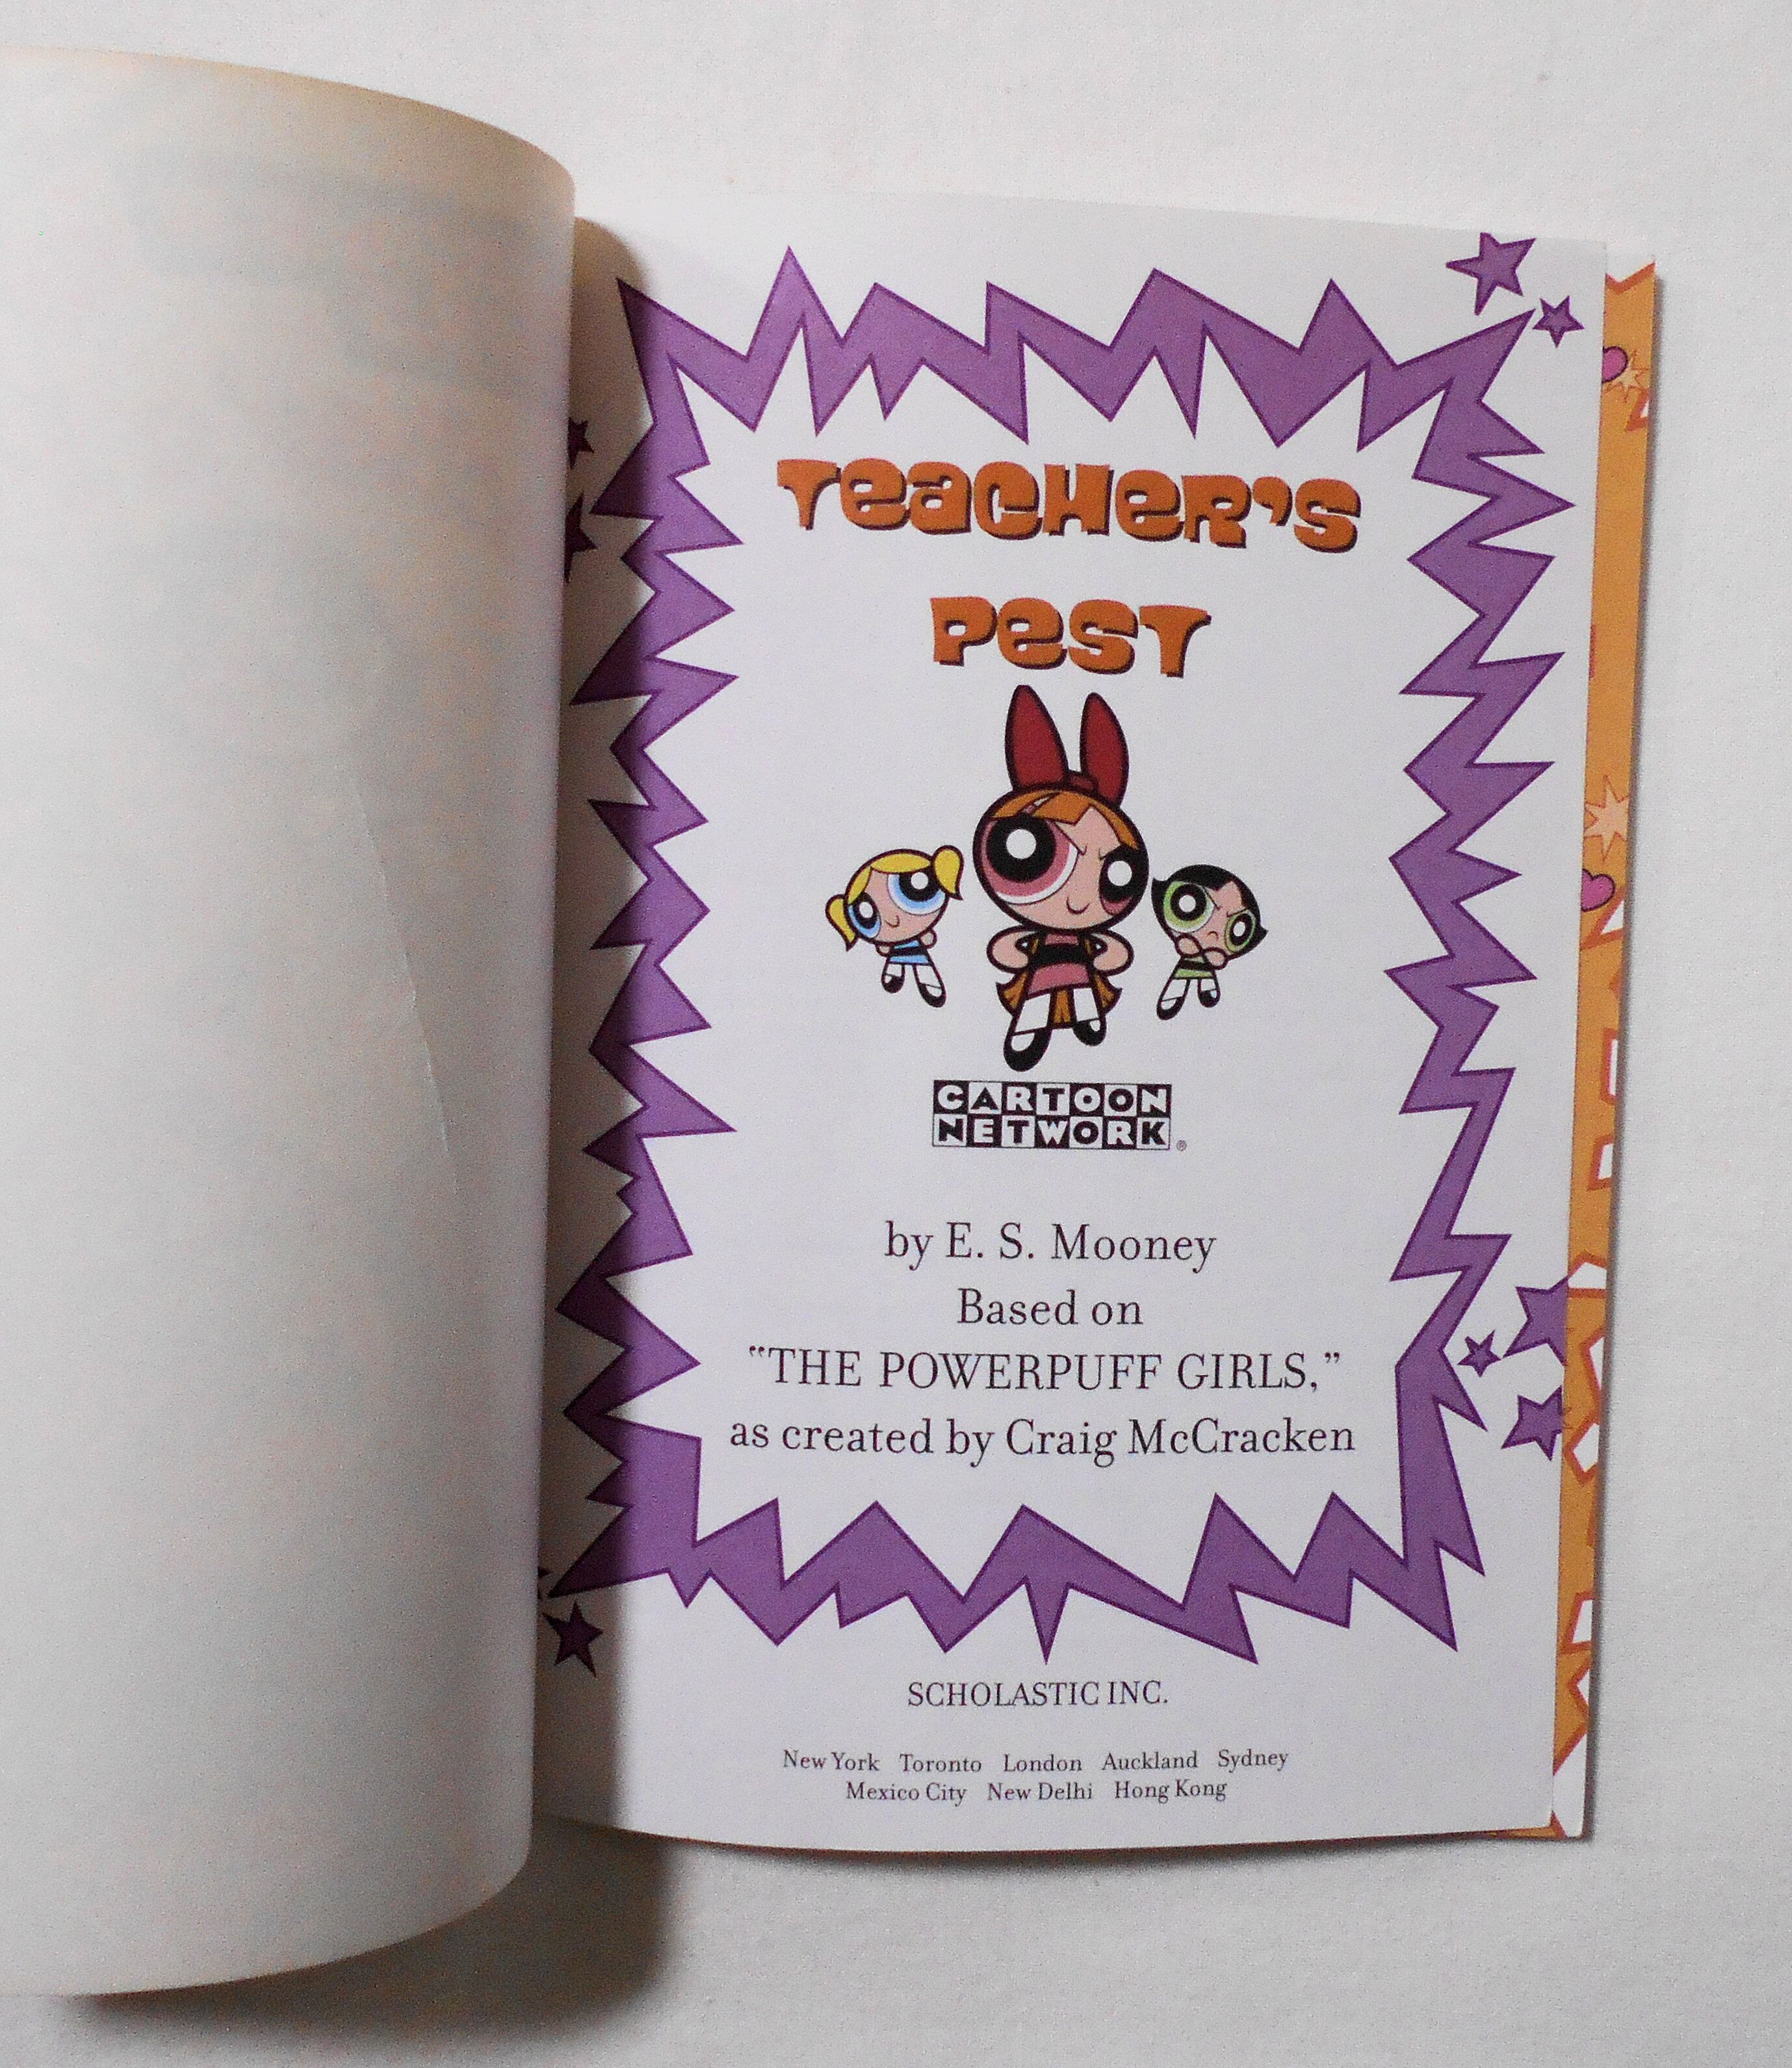 TEACHER'S
PEST
CARTOON
NETWORK®
by E. S. Mooney
Based on
“THE POWERPUFF GIRLS,”
as created by Craig McCracken
SCHOLASTIC INC.
New York Toronto London Auckland Sydney
Mexico City New Delhi Hong Kong